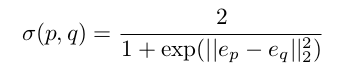 σ(p, q) = 2 / (1 + exp(||e_p − e_q||_2^2))